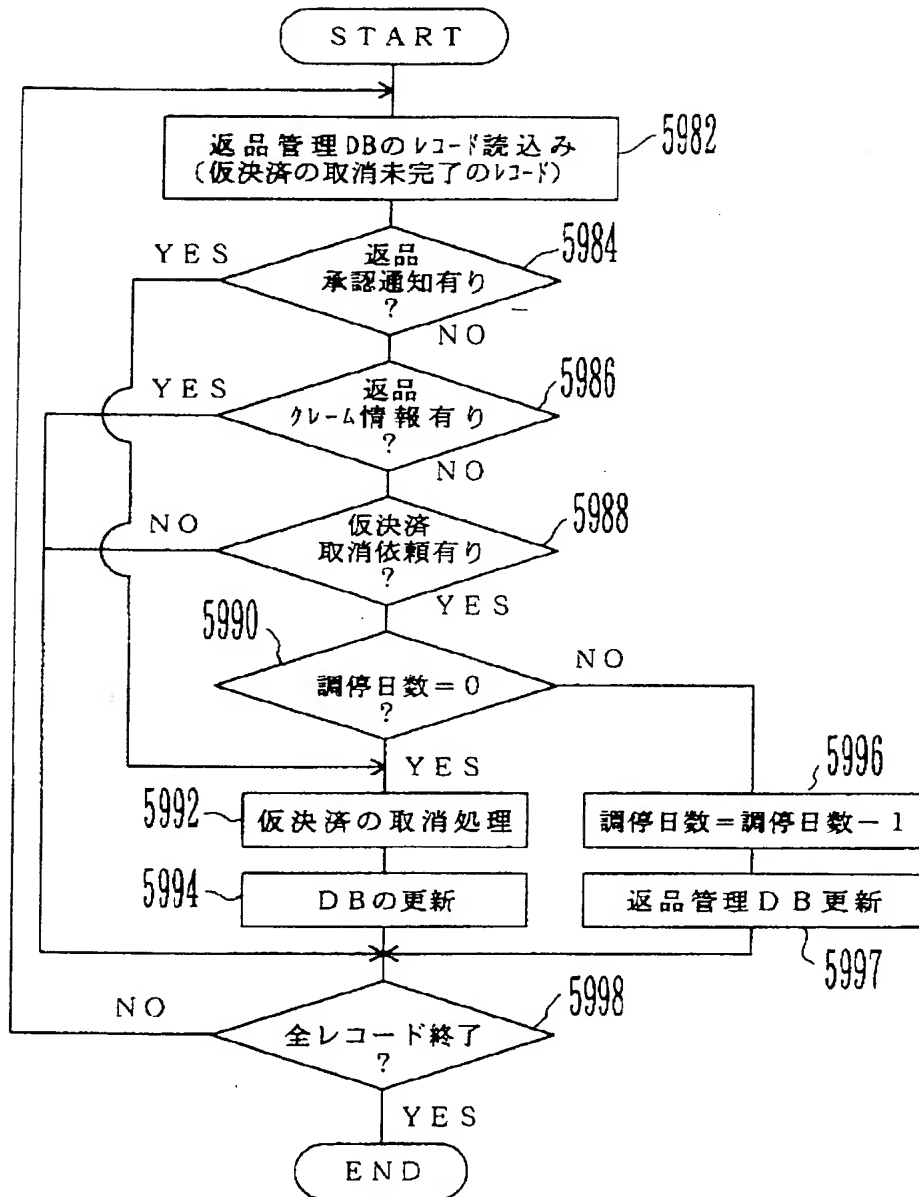 START
返品管理DBのレコード読込み
(仮決済の取消未完了のレコード)
5982
YES
返品
承認通知有り
?
5984
NO
YES
返品
クレーム情報有り
?
5986
NO
NO
仮決済
取消依頼有り
?
5988
YES
5990
調停日数=0
?
NO
YES
5992
仮決済の取消処理
5996
調停日数=調停日数-1
5994
DBの更新
返品管理DB更新
5997
NO
全レコード終了
?
5998
YES
END